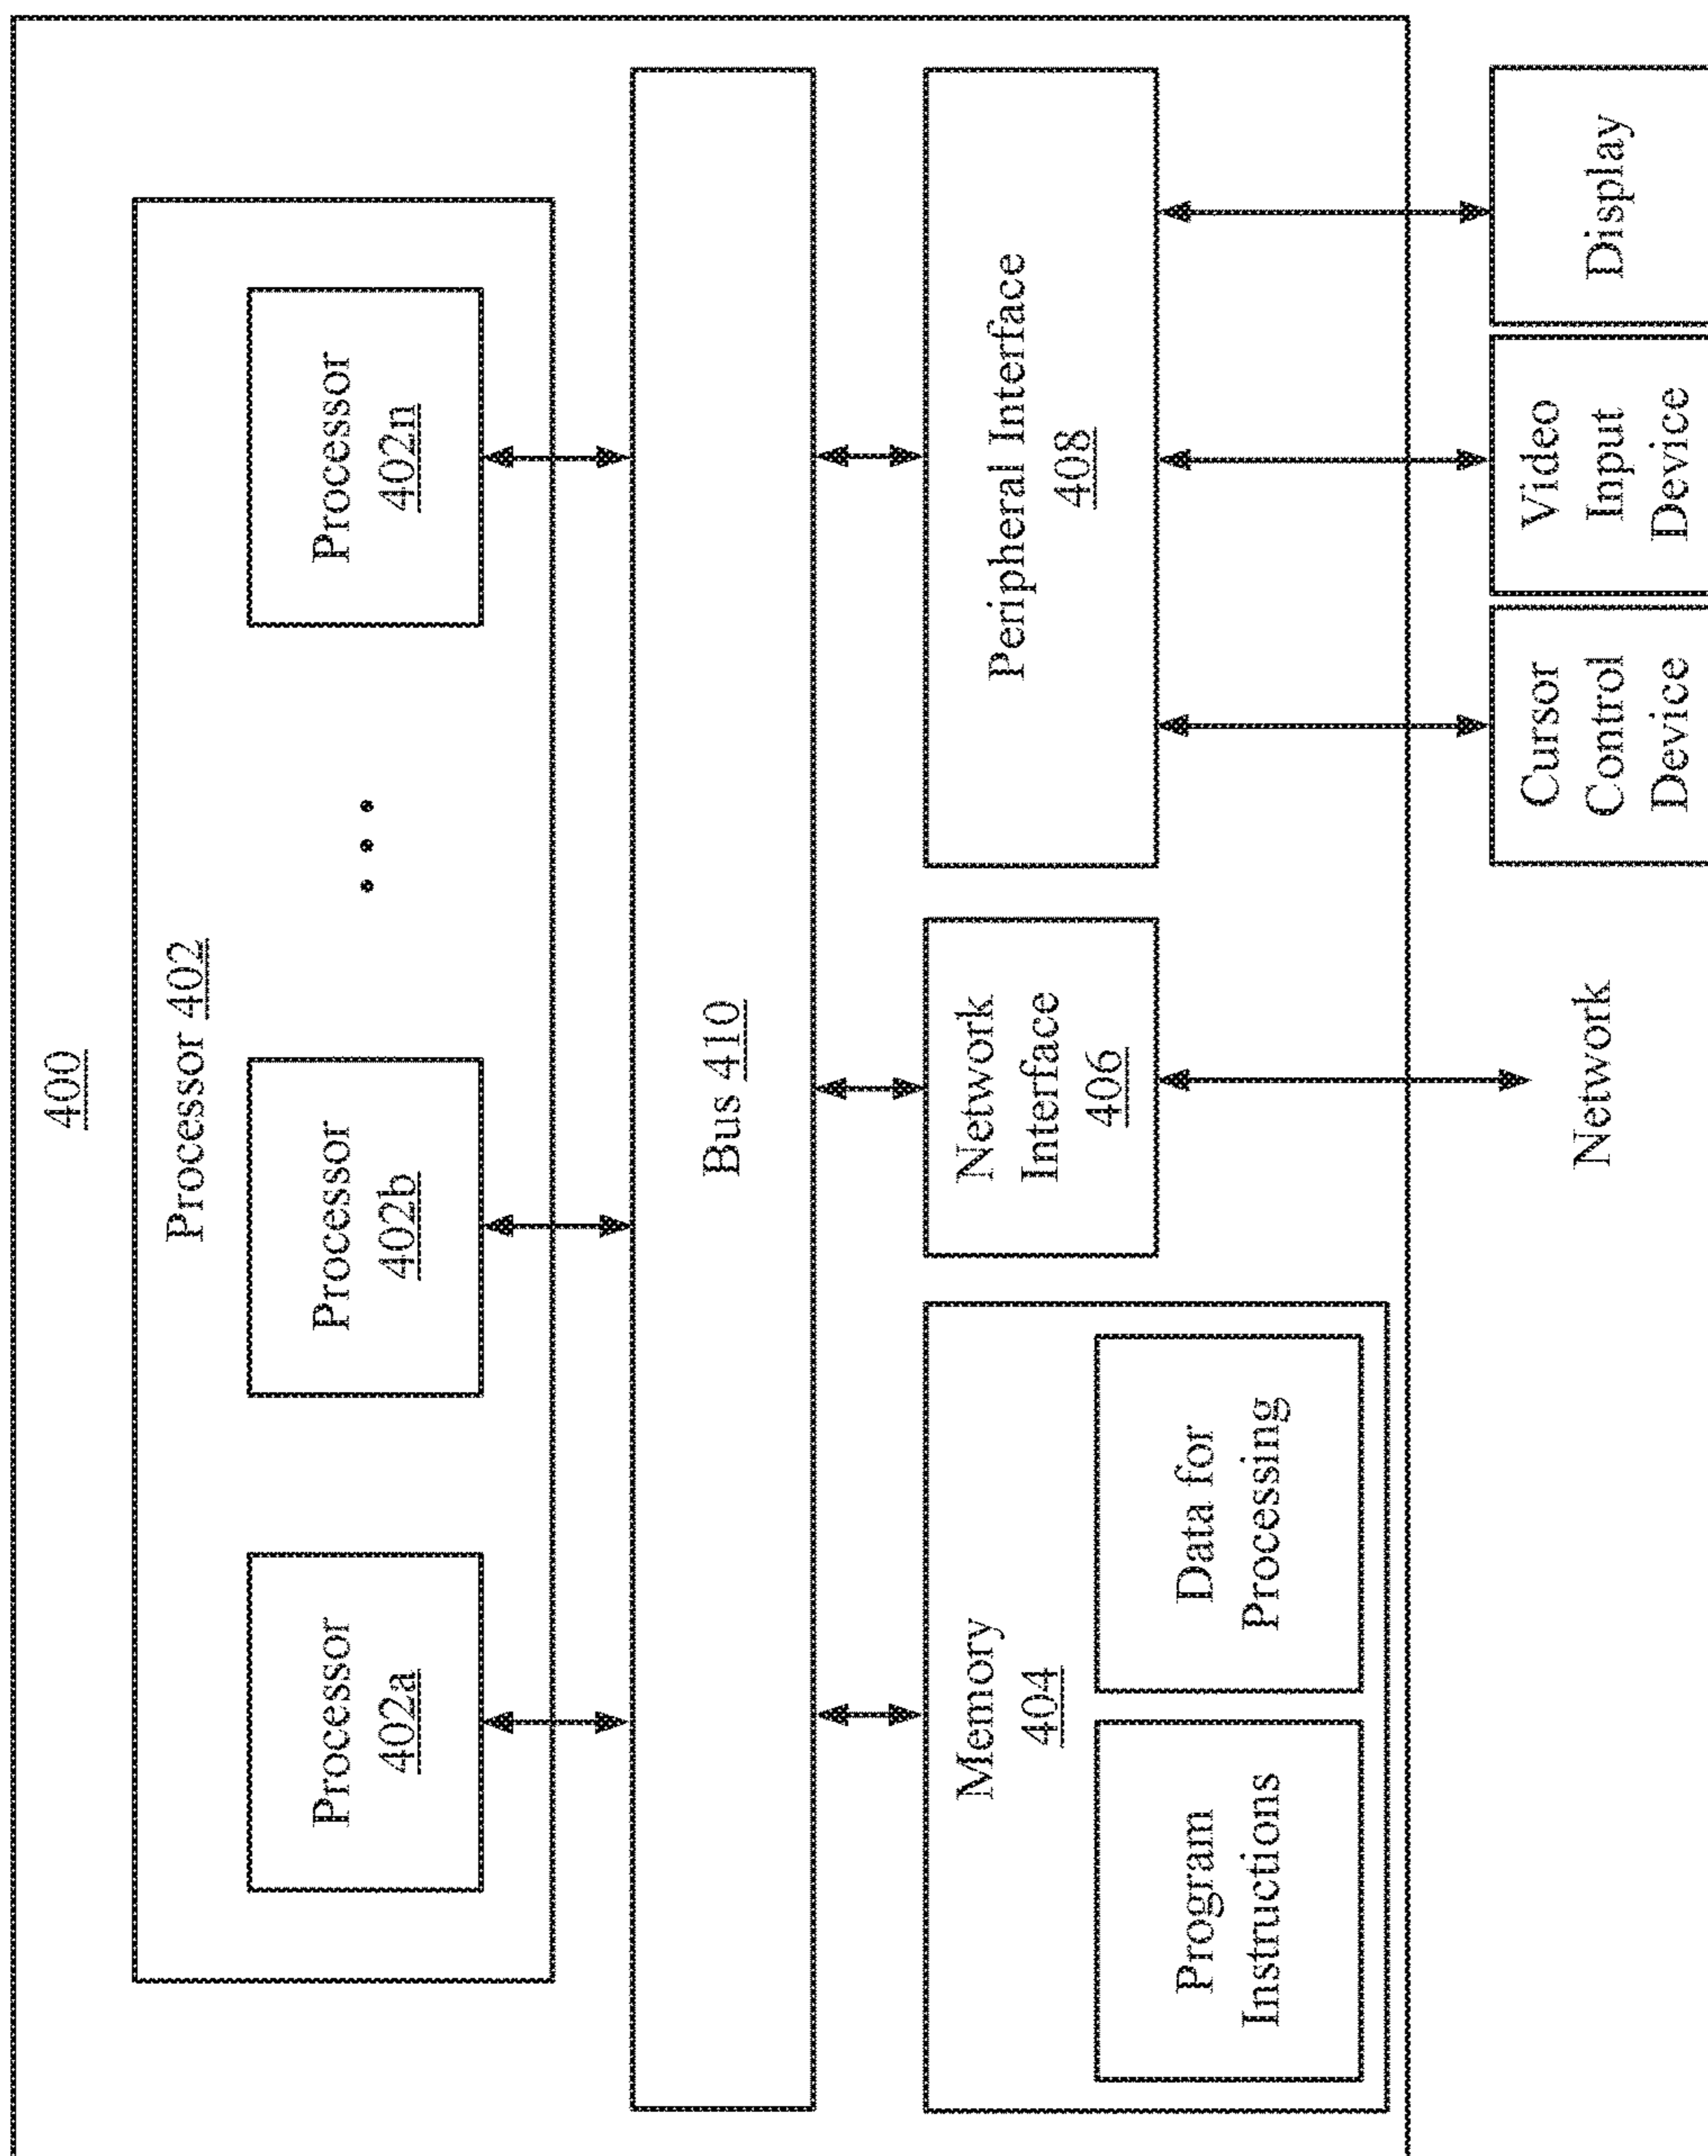 400
Processor 402
Processor
402a
Processor
402b
Processor
402n
Bus 410
Memory
404
Program
Instructions
Data for
Processing
Network
Interface
406
Peripheral Interface
408
Network
Cursor
Control
Device
Video
Input
Device
Display